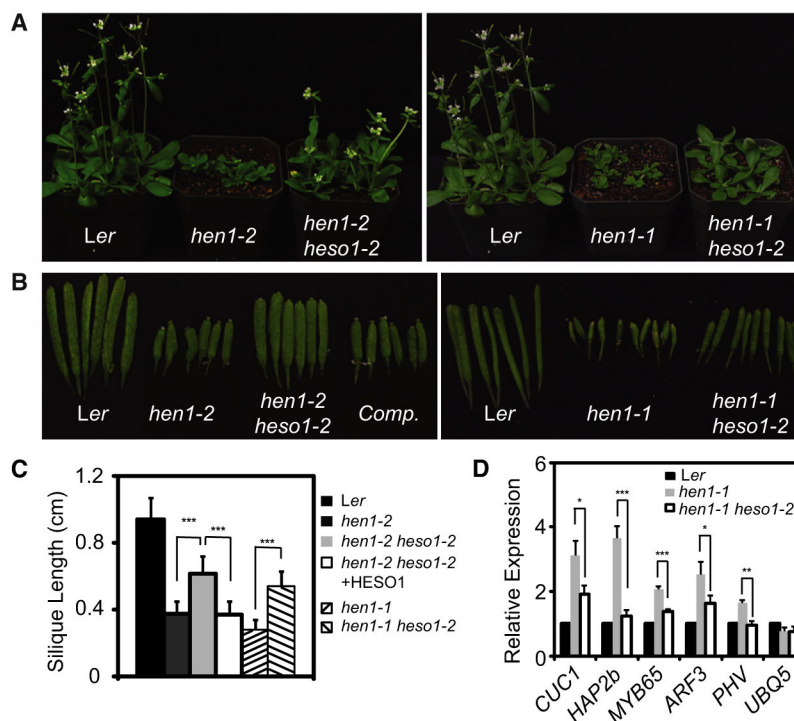 A
Ler
hen1-2
hen1-2
heso1-2
Ler
hen1-1
hen1-1
heso1-2
B
Ler
hen1-2
hen1-2
heso1-2
Comp.
Ler
hen1-1
hen1-1
heso1-2
C
Silique Length (cm)
1.2
0.8
0.4
0
***
***
***
Ler
hen1-2
hen1-2 heso1-2
hen1-2 heso1-2
+HESO1
hen1-1
hen1-1 heso1-2
D
Relative Expression
6
4
2
0
Ler
hen1-1
hen1-1 heso1-2
*
***
***
*
**
CUC1
HAP2b
MYB65
ARF3
PHV
UBQ5